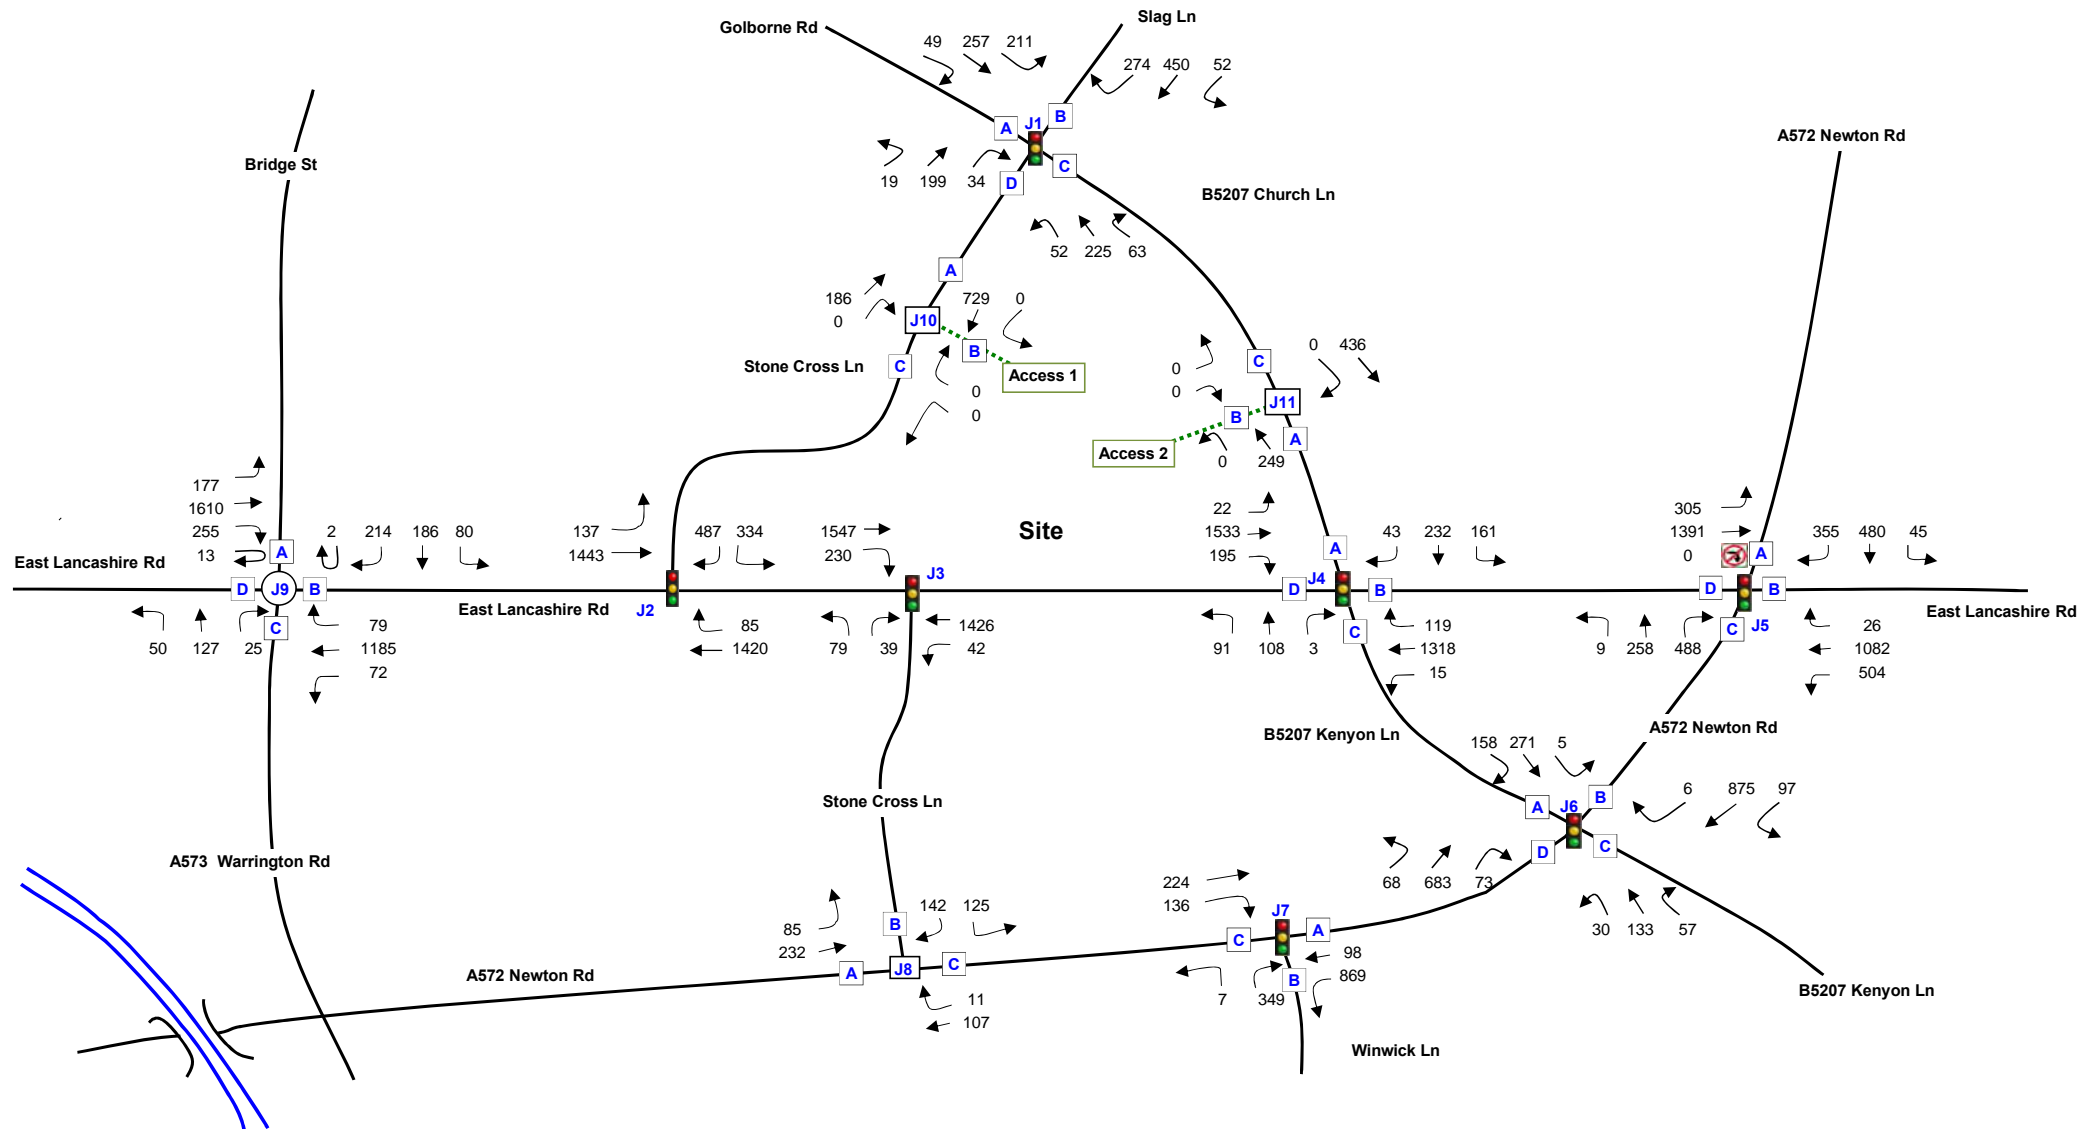 Golborne Rd
Slag Ln
49 257 211
274 450 52
A
J1
B
C
D
19 199 34
Bridge St
A572 Newton Rd
B5207 Church Ln
52 225 63
A
186
0
J10
729 0
B
C
Stone Cross Ln
Access 1
0
0
0
0
C
0 436
J11
B
A
Access 2
0 249
177
1610
255
13
A
2 214 186 80
East Lancashire Rd
D
J9
B
C
50 127 25
79
1185
72
East Lancashire Rd
137
1443
487 334
J2
85
1420
1547
230
J3
Site
79 39
1426
42
22
1533
195
A
43 232 161
D
J4
B
C
91 108 3
119
1318
15
305
1391
0
A
355 480 45
D
B
C
J5
East Lancashire Rd
9 258 488
26
1082
504
B5207 Kenyon Ln
A572 Newton Rd
158 271 5
A
J6
B
6 875 97
D
C
68 683 73
30 133 57
B5207 Kenyon Ln
Stone Cross Ln
A573 Warrington Rd
224
136
J7
C
A
B
98
869
7 349
Winwick Ln
85
232
B
142 125
A
J8
C
11
107
A572 Newton Rd